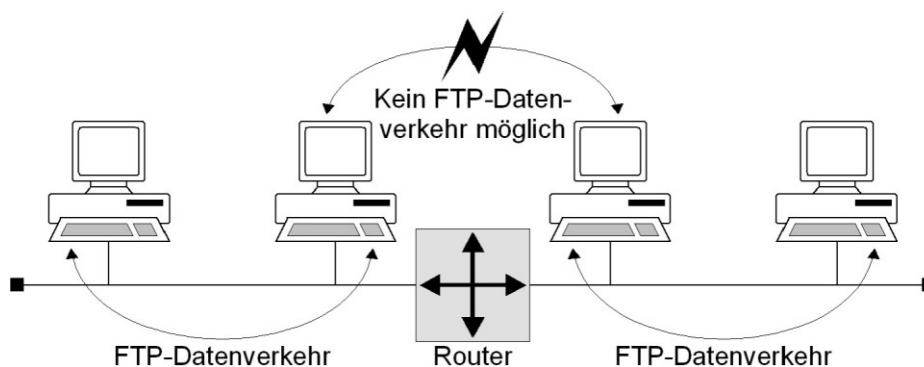 Kein FTP-Daten-
verkehr möglich
FTP-Datenverkehr
Router
FTP-Datenverkehr